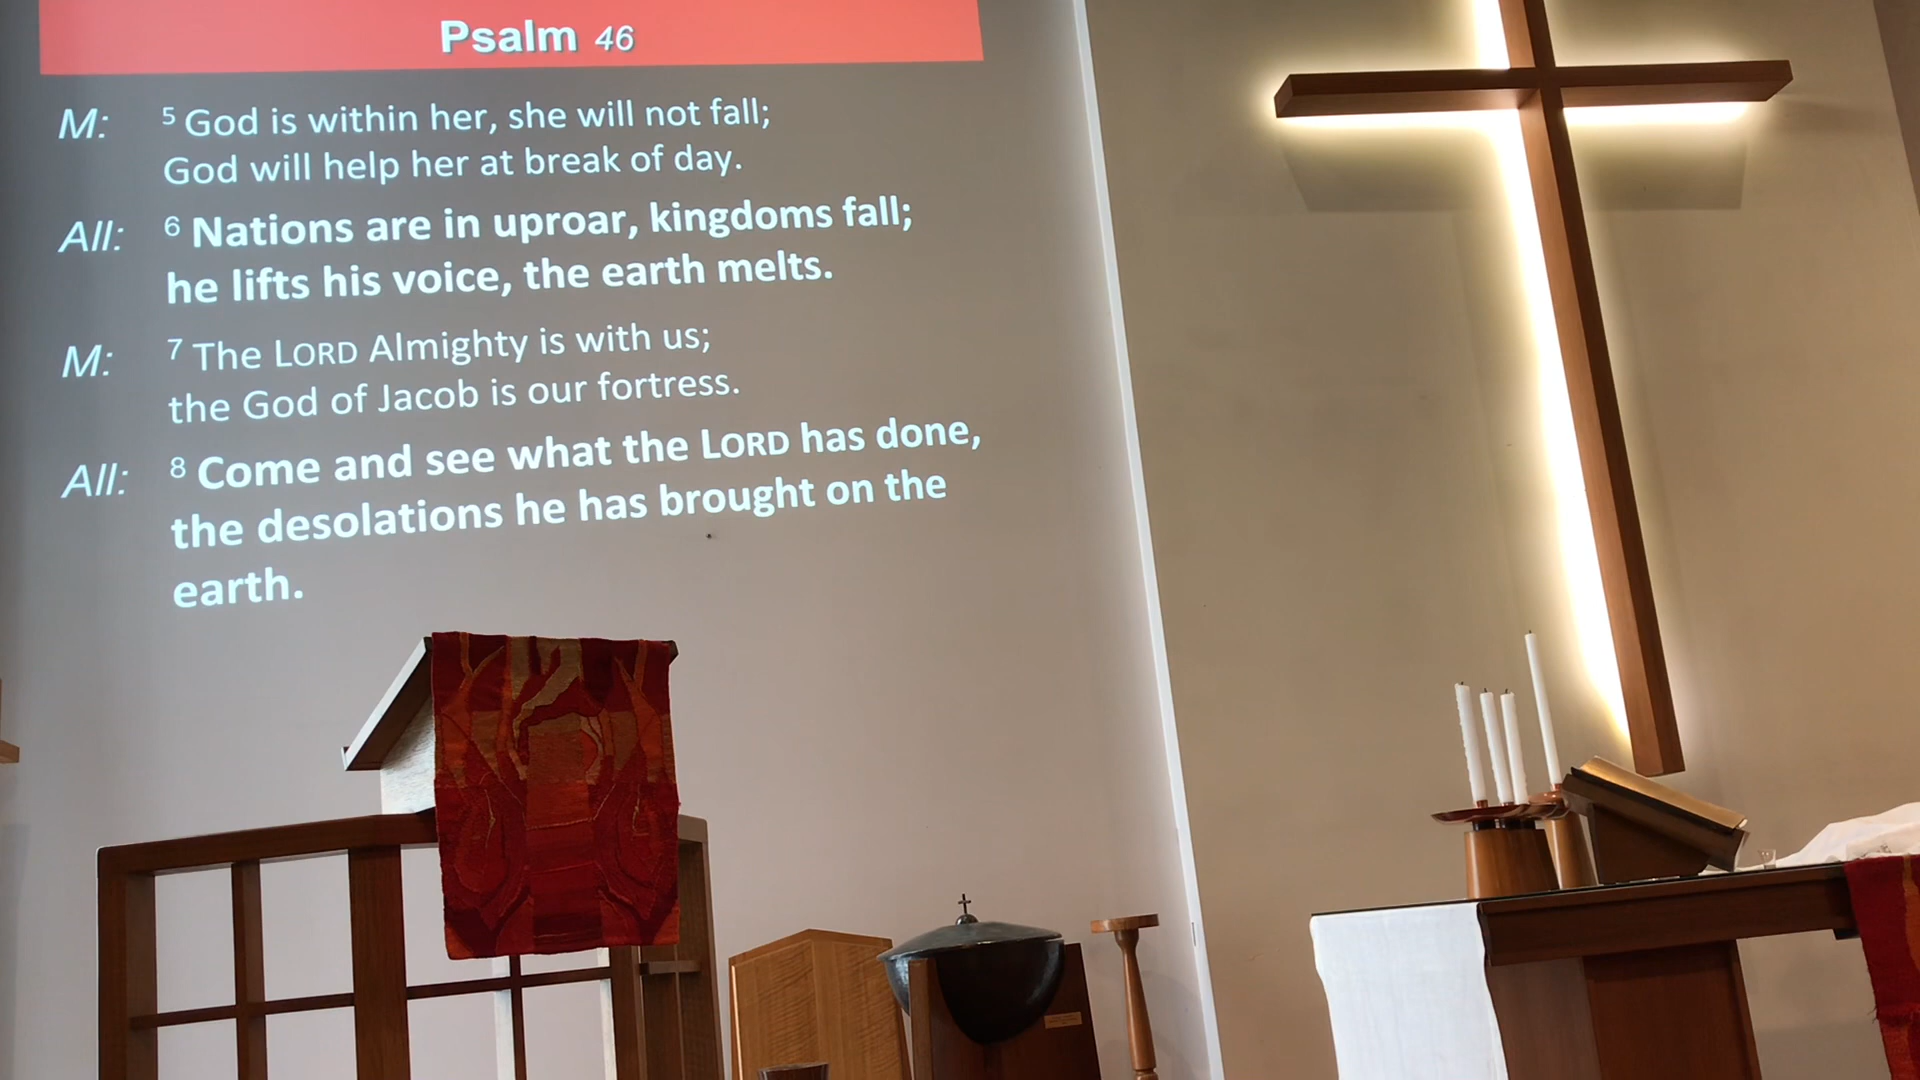 Psalm 46
M: 5 God is within her, she will not fall;
God will help her at break of day.
All: 6 Nations are in uproar, kingdoms fall;
he lifts his voice, the earth melts.
M: 7 The LORD Almighty is with us;
the God of Jacob is our fortress.
All: 8 Come and see what the LORD has done,
the desolations he has brought on the
earth.